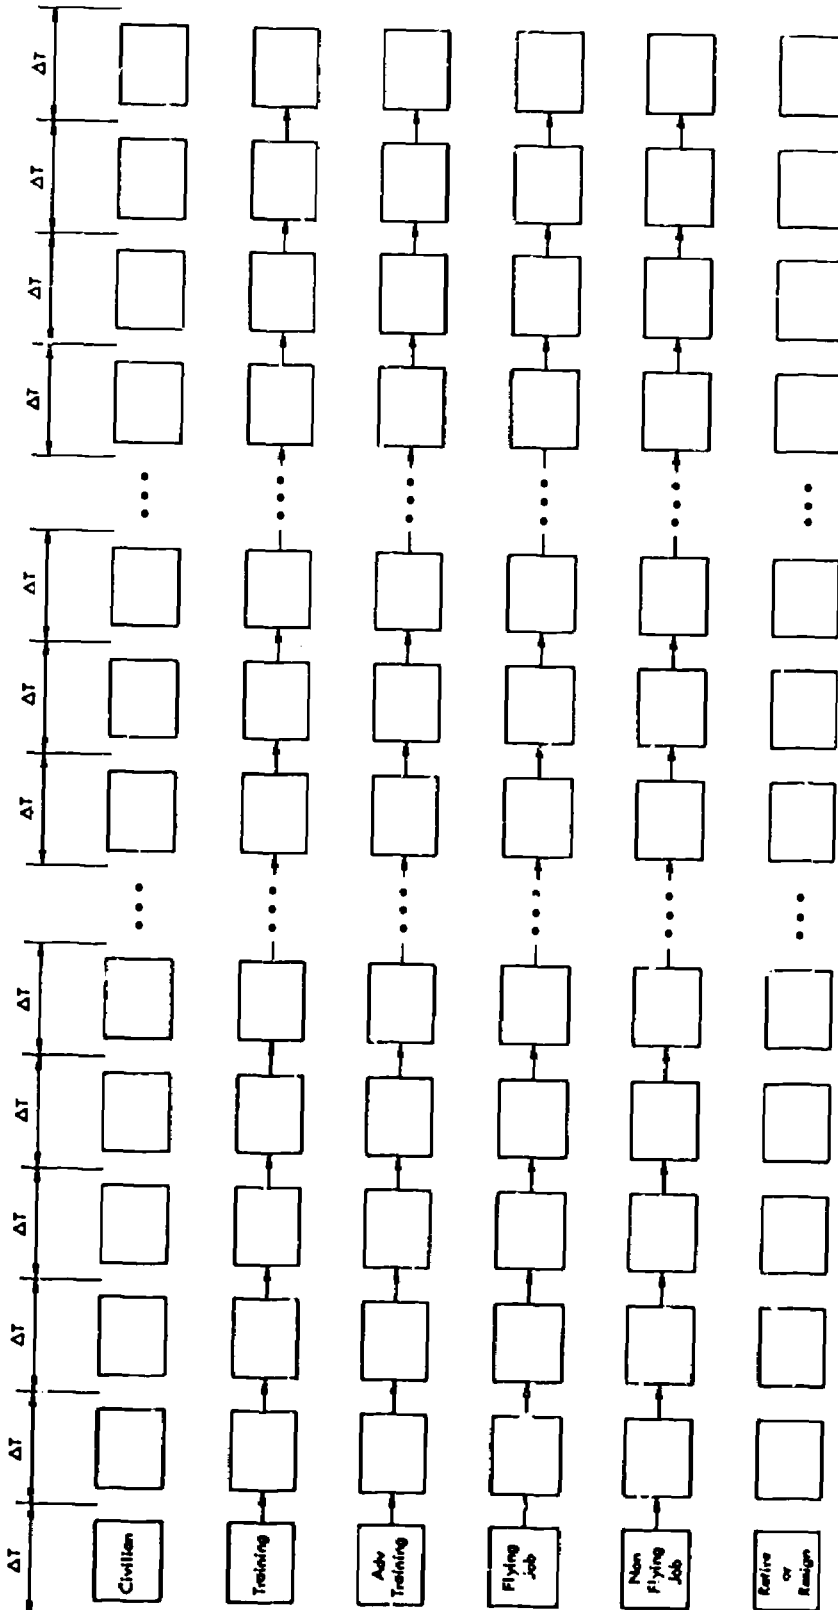 ΔT ΔT ΔT ΔT ΔT ΔT ΔT ΔT ΔT ΔT ΔT ΔT ΔT
Civilian
Training
Adv
Training
Flying
Job
Non
Flying
Job
Retire
or
Resign